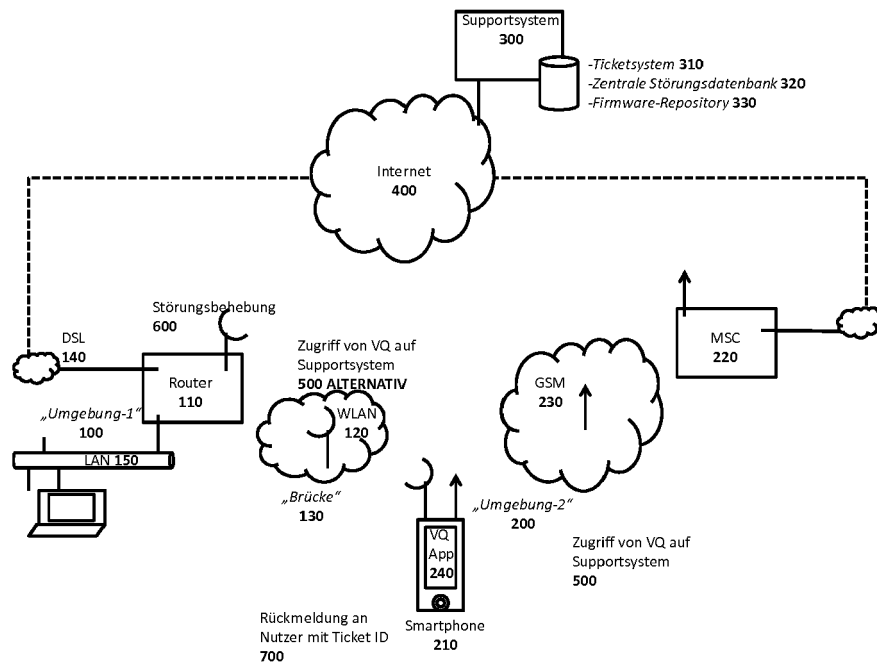 Supportsystem
300
-Ticketsystem 310
-Zentrale Störungsdatenbank 320
-Firmware-Repository 330
Internet
400
Störungsbehebung
600
DSL
140
Router
110
MSC
220
Zugriff von VQ auf
Supportsystem
500 ALTERNATIV
GSM
230
„Umgebung-1“
100
WLAN
120
LAN 150
„Brücke“
130
„Umgebung-2“
200
VQ
App
240
Zugriff von VQ auf
Supportsystem
500
Rückmeldung an
Nutzer mit Ticket ID
700
Smartphone
210